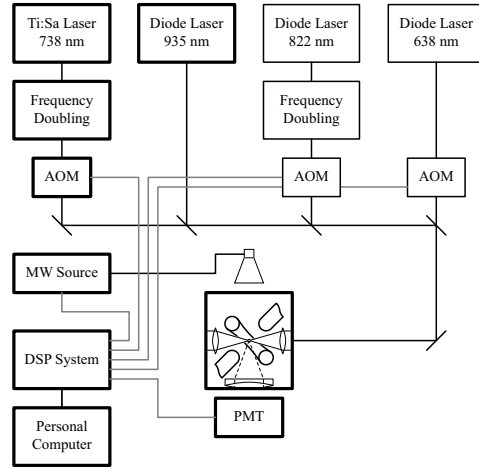 Ti:Sa Laser
738 nm
Diode Laser
935 nm
Diode Laser
822 nm
Diode Laser
638 nm
Frequency
Doubling
Frequency
Doubling
AOM
AOM
AOM
MW Source
DSP System
Personal
Computer
PMT